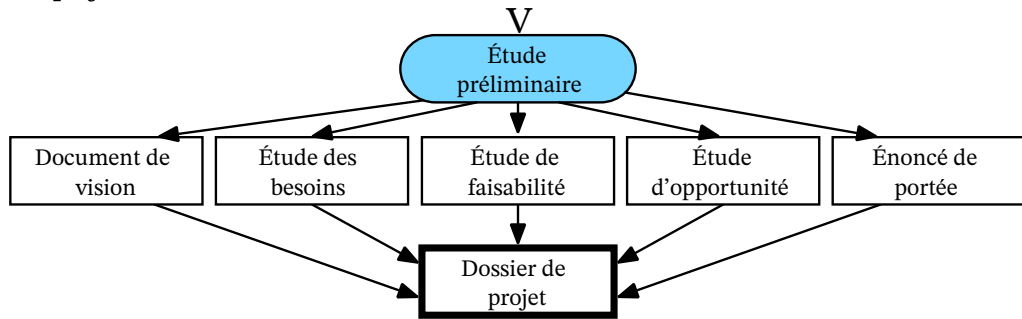 V
Étude
préliminaire
Document de
vision
Étude des
besoins
Étude de
faisabilité
Étude
d'opportunité
Énoncé de
portée
Dossier de
projet